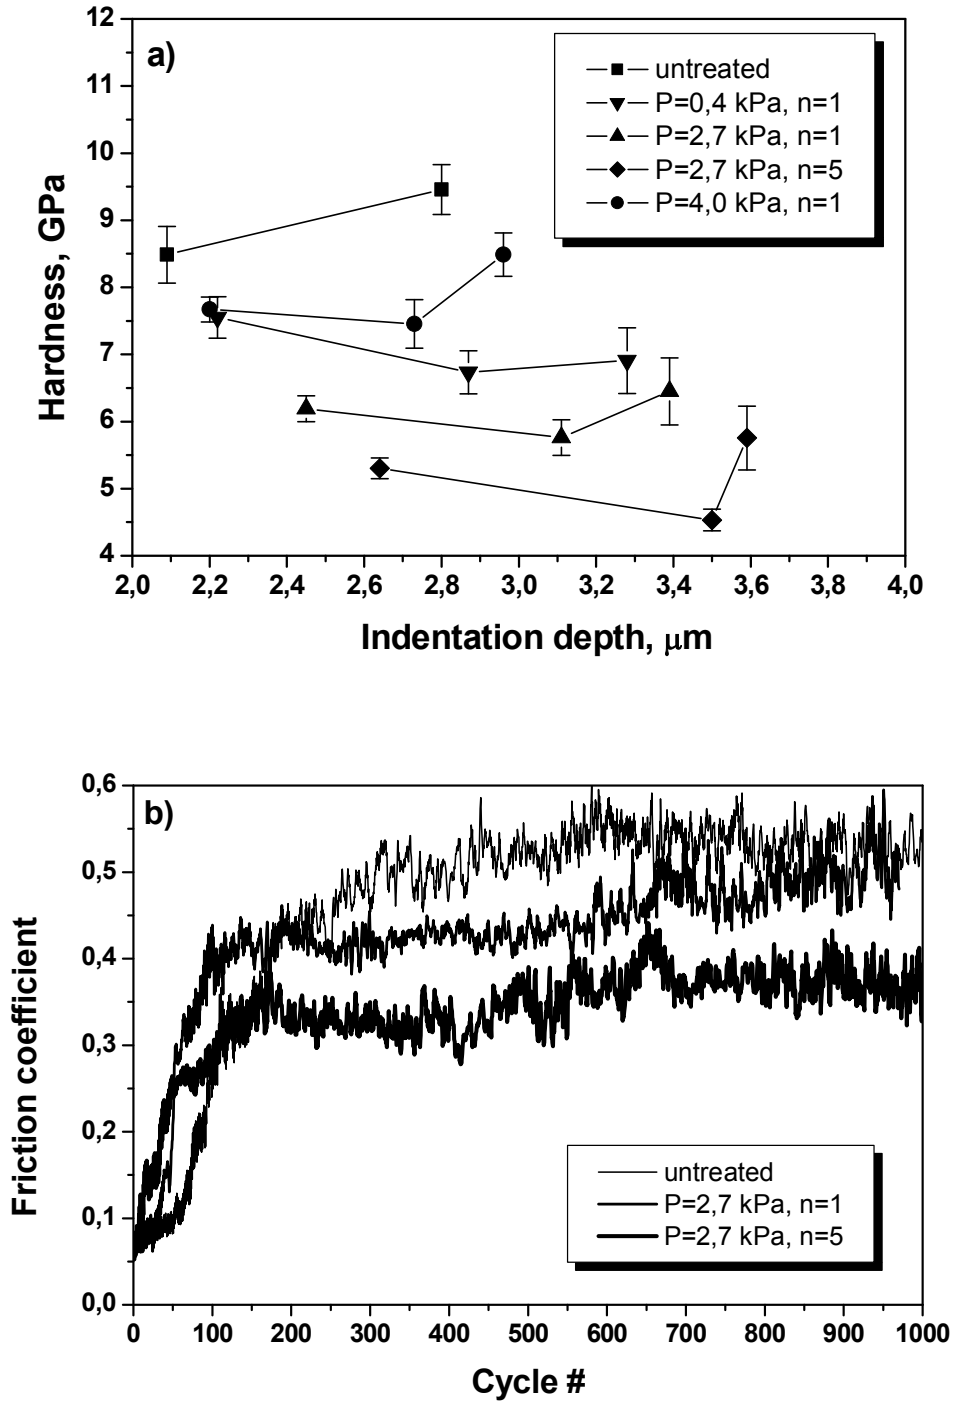 12
a)
untreated
11
P=0,4 kPa, n=1
P=2,7 kPa, n=1
10
P=2,7 kPa, n=5
P=4,0 kPa, n=1
9
8
7
6
5
4
Hardness, GPa
2,0 2,2 2,4 2,6 2,8 3,0 3,2 3,4 3,6 3,8 4,0
Indentation depth, μm
0,6
b)
0,5
0,4
0,3
0,2
0,1
0,0
Friction coefficient
untreated
P=2,7 kPa, n=1
P=2,7 kPa, n=5
0 100 200 300 400 500 600 700 800 900 1000
Cycle #